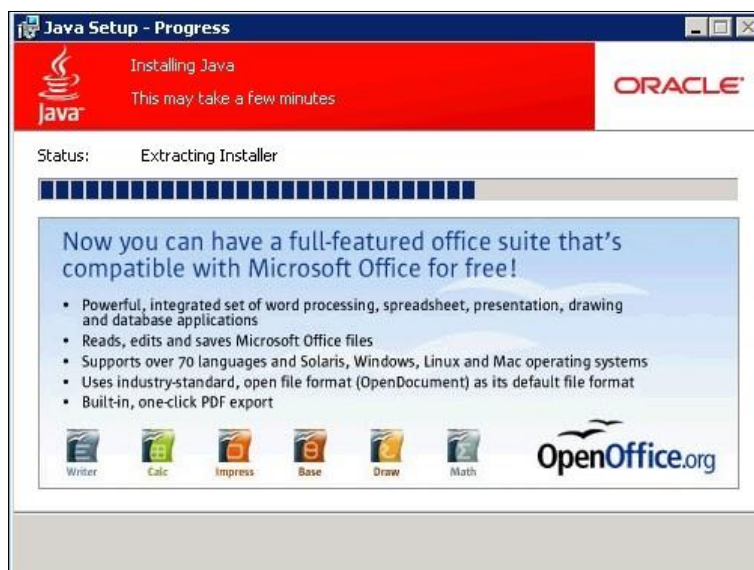 Java Setup - Progress
Installing Java
This may take a few minutes
Java
ORACLE
Status: Extracting Installer
Now you can have a full-featured office suite that's
compatible with Microsoft Office for free!
• Powerful, integrated set of word processing, spreadsheet, presentation, drawing
and database applications
• Reads, edits and saves Microsoft Office files
• Supports over 70 languages and Solaris, Windows, Linux and Mac operating systems
• Uses industry-standard, open file format (OpenDocument) as its default file format
• Built-in, one-click PDF export
Writer Calc Impress Base Draw Math
OpenOffice.org